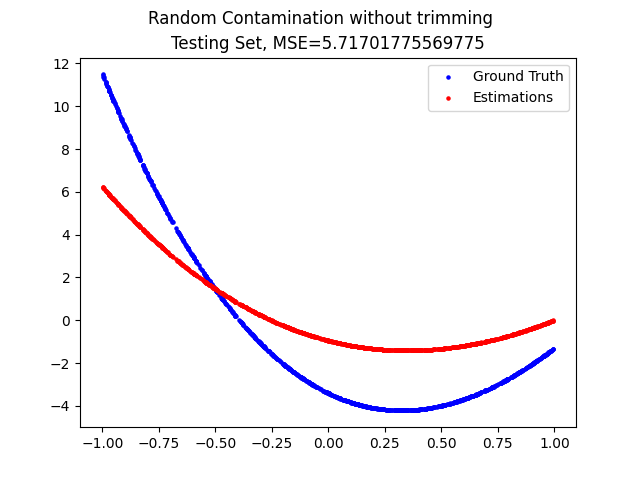 Random Contamination without trimming
Testing Set, MSE=5.71701775569775
Ground Truth
Estimations
12
10
8
6
4
2
0
−2
−4
−1.00 −0.75 −0.50 −0.25 0.00 0.25 0.50 0.75 1.00